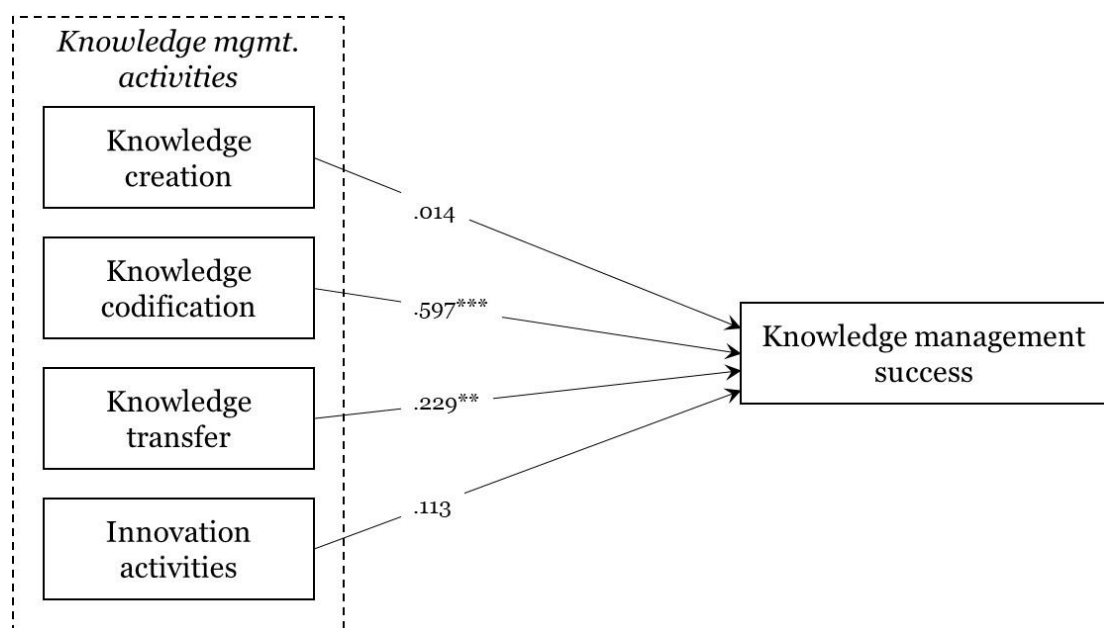 Knowledge mgmt.
activities
Knowledge
creation
.014
Knowledge
codification
.597***
Knowledge management
success
Knowledge
transfer
.229**
Innovation
activities
.113